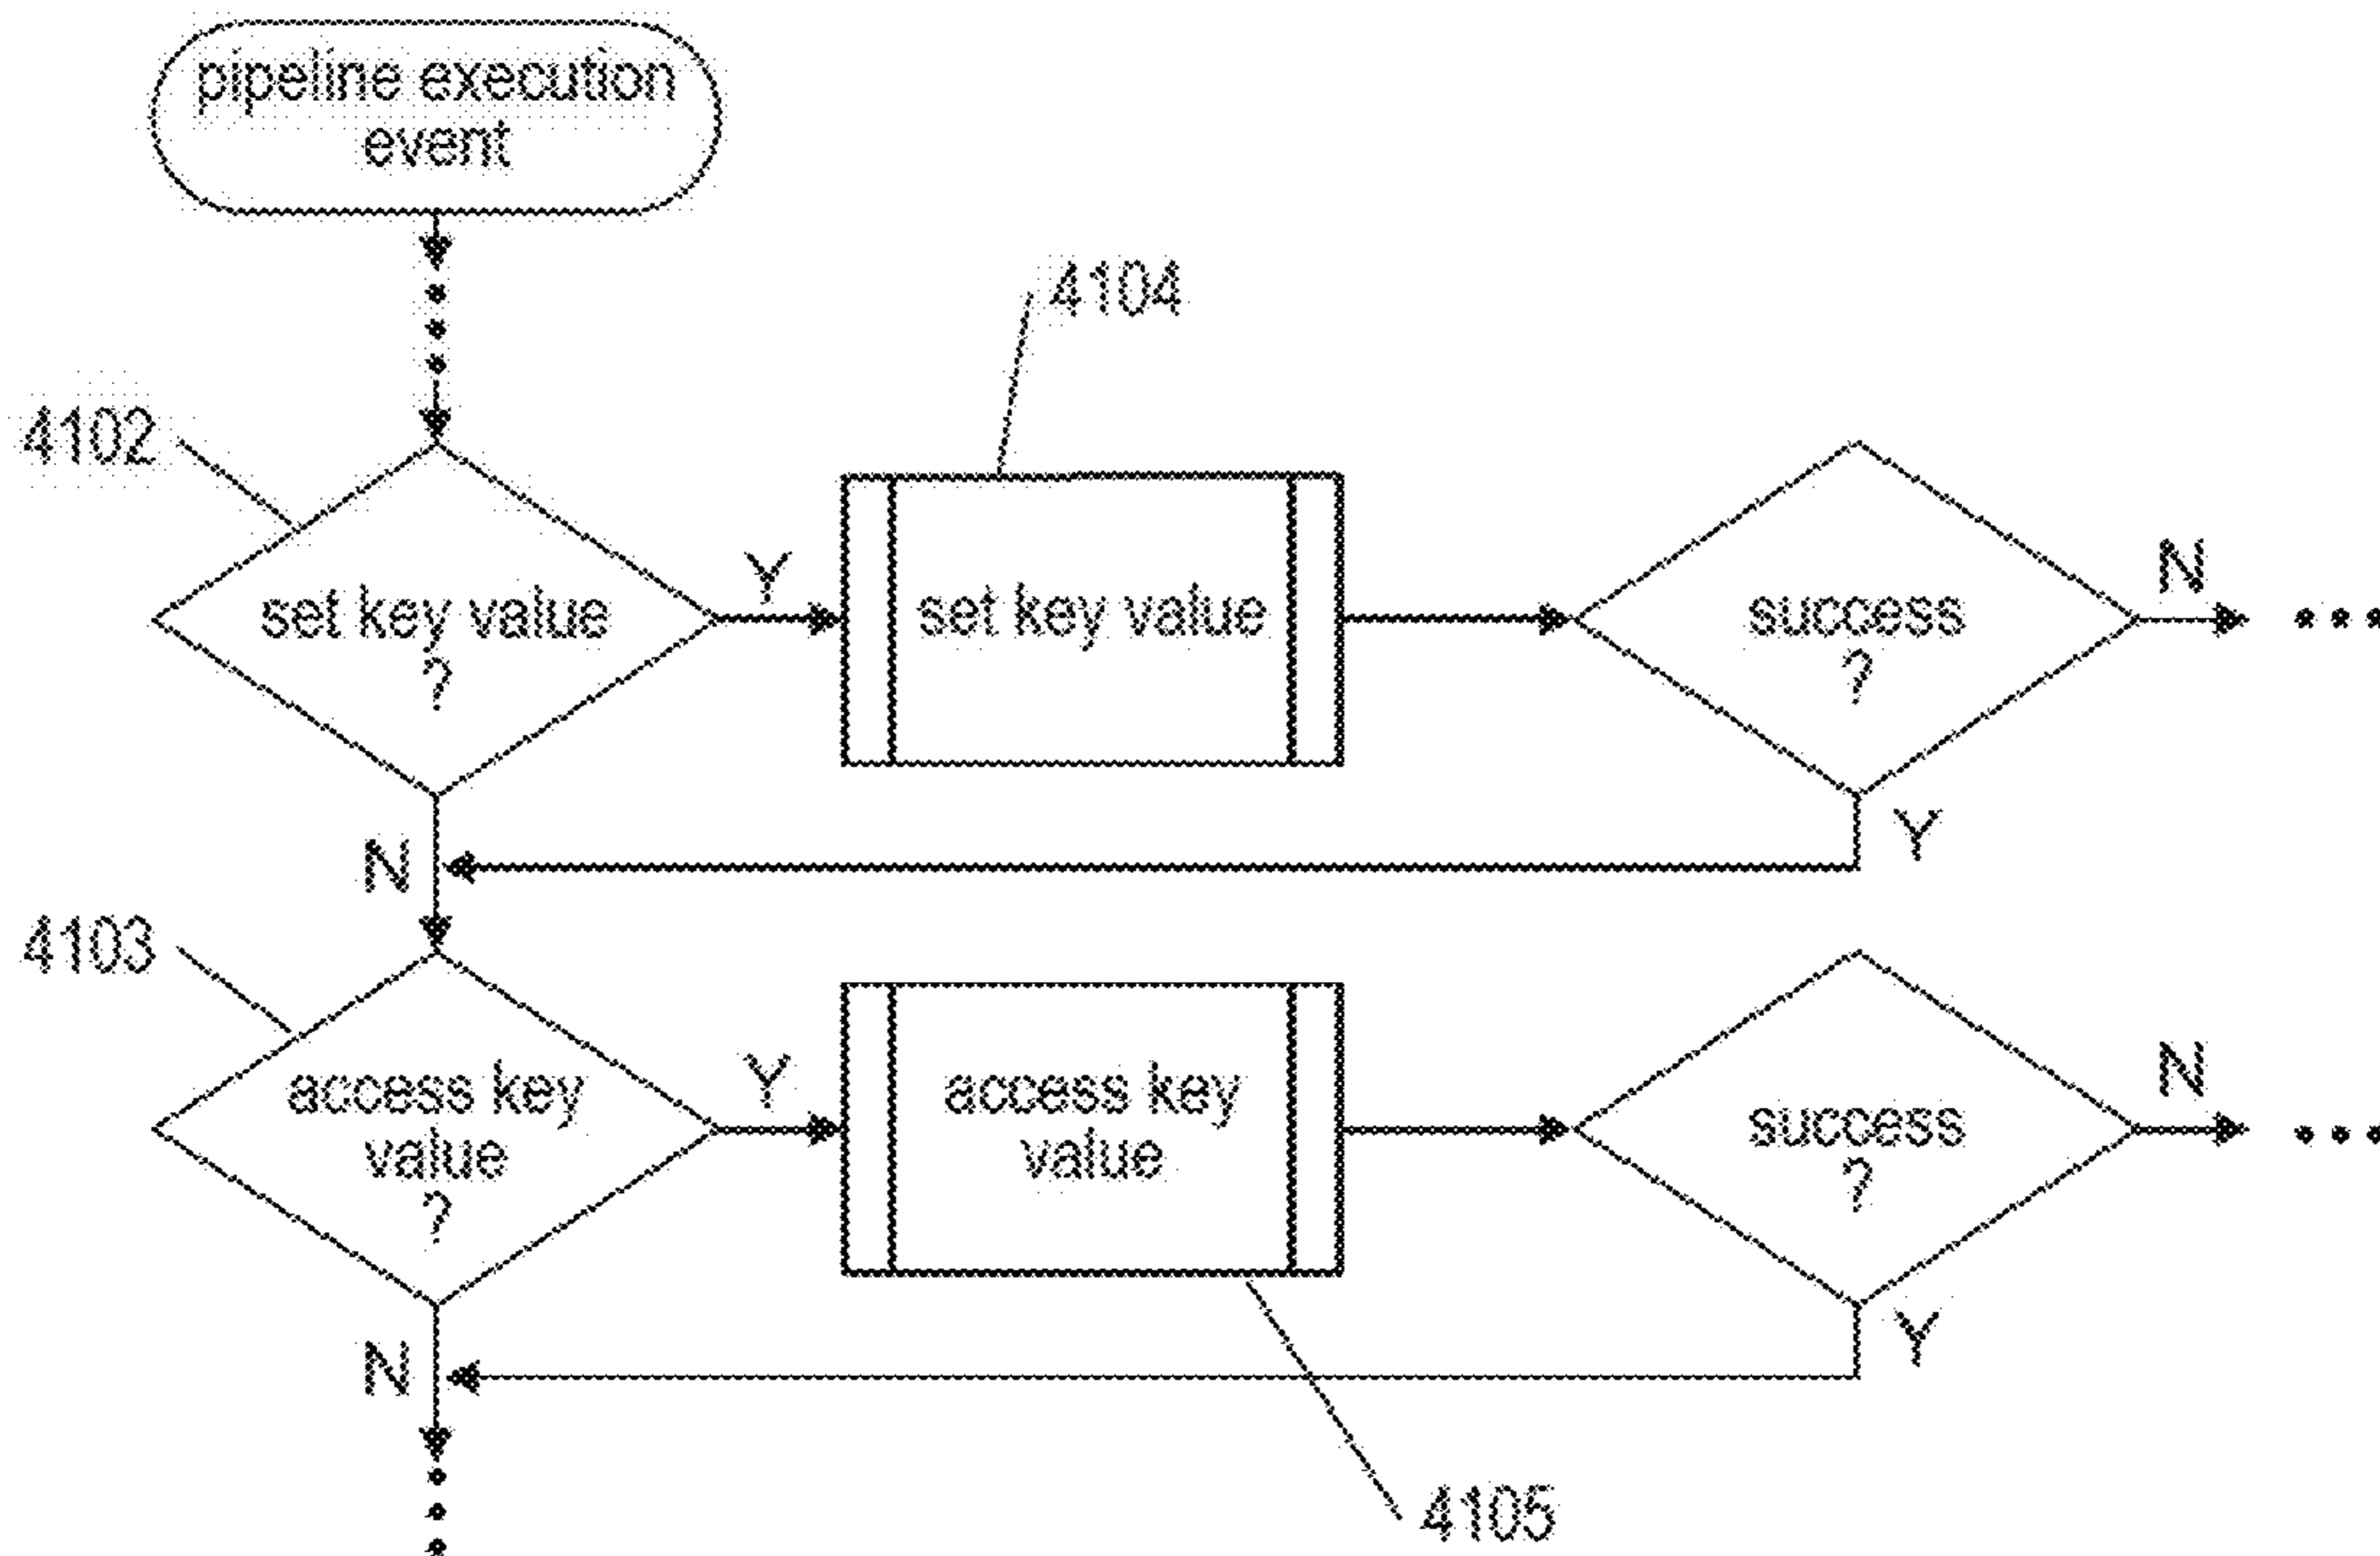 pipeline execution
event
4104
4102
set key value
?
Y
set key value
success
?
N
N
Y
4103
access key
value
?
Y
access key
value
success
?
N
N
Y
4105